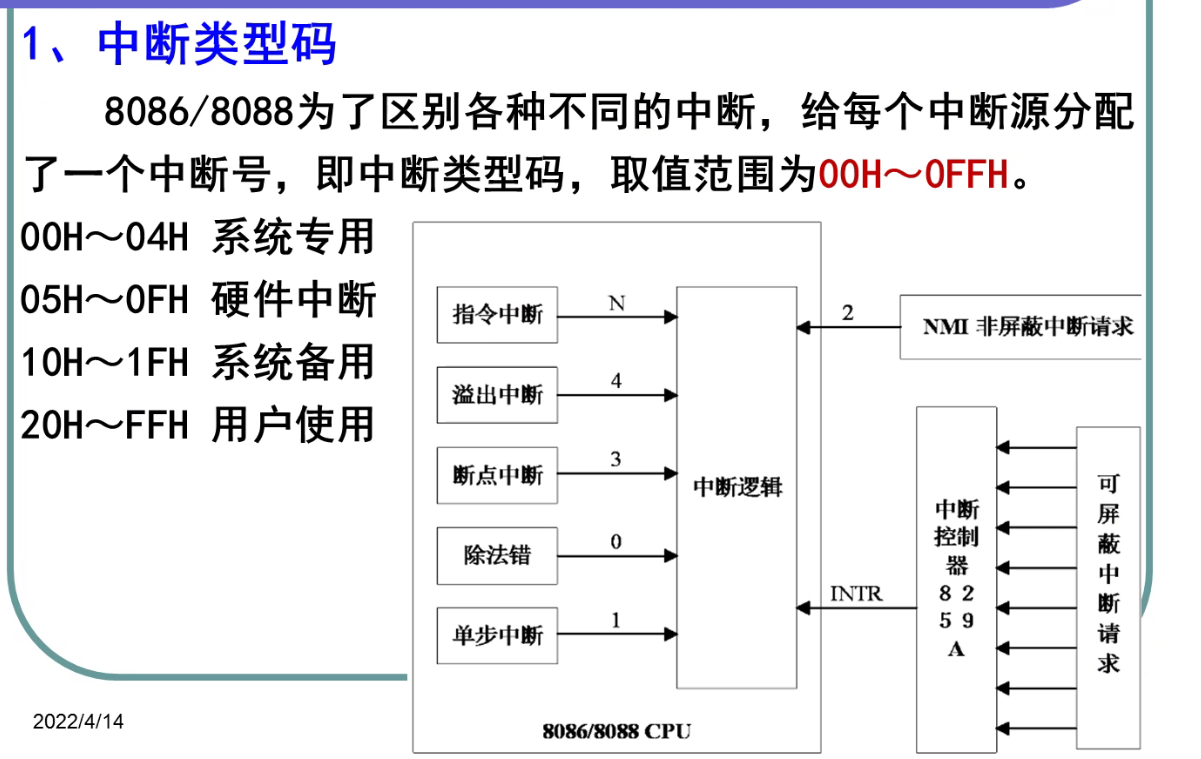 1、中断类型码
8086/8088为了区别各种不同的中断，给每个中断源分配
了一个中断号，即中断类型码，取值范围为00H～0FFH。
00H～04H 系统专用
05H～0FH 硬件中断
10H～1FH 系统备用
20H～FFH 用户使用
指令中断
N
溢出中断
4
断点中断
3
除法错
0
单步中断
1
中断逻辑
8086/8088 CPU
2
NMI 非屏蔽中断请求
INTR
中断
控制
器
8 2
5 9
A
可
屏
蔽
中
断
请
求
2022/4/14